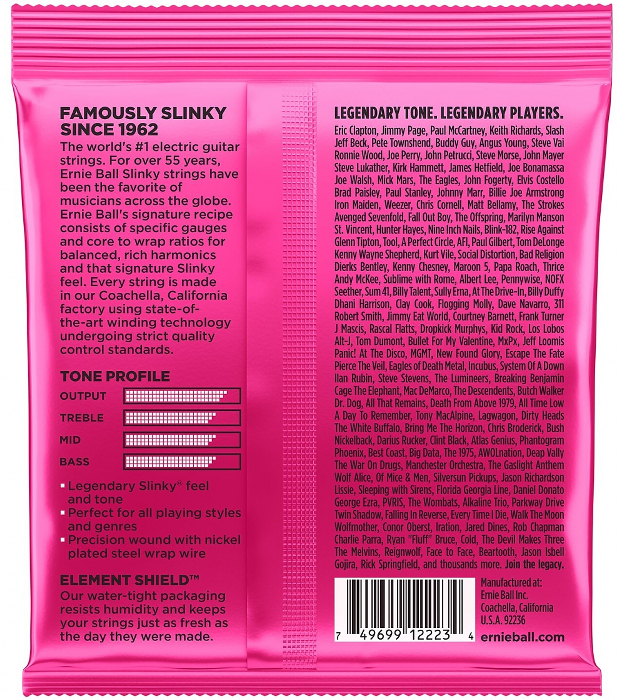 FAMOUSLY SLINKY
SINCE 1962
The world's #1 electric guitar
strings. For over 55 years,
Ernie Ball Slinky strings have
been the favorite of
musicians across the globe.
Ernie Ball's signature recipe
consists of specific gauges
and core to wrap ratios for
balanced, rich harmonics
and that signature Slinky
feel. Every string is made
in our Coachella, California
factory using state-of-
the-art winding technology
undergoing strict quality
control standards.
TONE PROFILE
OUTPUT
TREBLE
MID
BASS
• Legendary Slinky® feel
and tone
• Perfect for all playing styles
and genres
• Precision wound with nickel
plated steel wrap wire
ELEMENT SHIELD™
Our water-tight packaging
resists humidity and keeps
your strings just as fresh as
the day they were made.
LEGENDARY TONE. LEGENDARY PLAYERS.
Eric Clapton, Jimmy Page, Paul McCartney, Keith Richards, Slash
Jeff Beck, Pete Townshend, Buddy Guy, Angus Young, Steve Vai
Ronnie Wood, Joe Perry, John Petrucci, Steve Morse, John Mayer
Steve Lukather, Kirk Hammett, James Hetfield, Joe Bonamassa
Joe Walsh, Mick Mars, The Eagles, John Fogerty, Elvis Costello
Brad Paisley, Paul Stanley, Johnny Marr, Billie Joe Armstrong
Iron Maiden, Weezer, Chris Cornell, Matt Bellamy, The Strokes
Avenged Sevenfold, Fall Out Boy, The Offspring, Marilyn Manson
St. Vincent, Hunter Hayes, Nine Inch Nails, Blink-182, Rise Against
Glenn Tipton, Tool, A Perfect Circle, AFI, Paul Gilbert, Tom DeLonge
Kenny Wayne Shepherd, Kurt Vile, Social Distortion, Bad Religion
Dierks Bentley, Kenny Chesney, Maroon 5, Papa Roach, Thrice
Andy McKee, Sublime with Rome, Albert Lee, Pennywise, NOFX
Seether, Sum 41, Billy Talent, Sully Erna, At The Drive-In, Billy Duffy
Dhani Harrison, Clay Cook, Flogging Molly, Dave Navarro, 311
Robert Smith, Jimmy Eat World, Courtney Barnett, Frank Turner
J Mascis, Rascal Flatts, Dropkick Murphys, Kid Rock, Los Lobos
Alt-J, Tom Dumont, Bullet For My Valentine, MxPx, Jeff Loomis
Panic! At The Disco, MGMT, New Found Glory, Escape The Fate
Pierce The Veil, Eagles of Death Metal, Incubus, System Of A Down
Ilan Rubin, Steve Stevens, The Lumineers, Breaking Benjamin
Cage The Elephant, Mac DeMarco, The Descendents, Butch Walker
Dr. Dog, All That Remains, Death From Above 1979, All Time Low
A Day To Remember, Tony MacAlpine, Lagwagon, Dirty Heads
The White Buffalo, Bring Me The Horizon, Chris Broderick, Bush
Nickelback, Darius Rucker, Clint Black, Atlas Genius, Phantogram
Phoenix, Best Coast, Big Data, The 1975, AWOLnation, Deap Vally
The War On Drugs, Manchester Orchestra, The Gaslight Anthem
Wolf Alice, Of Mice & Men, Silversun Pickups, Jason Richardson
Lissie, Sleeping with Sirens, Florida Georgia Line, Daniel Donato
George Ezra, PVRIS, The Wombats, Alkaline Trio, Parkway Drive
Twin Shadow, Falling In Reverse, Every Time I Die, Walk The Moon
Wolfmother, Conor Oberst, Iration, Jared Dines, Rob Chapman
Charlie Parra, Ryan "Fluff" Bruce, Cold, The Devil Makes Three
The Melvins, Reignwolf, Face to Face, Beartooth, Jason Isbell
Gojira, Rick Springfield, and thousands more. Join the legacy.
7 49699 12223 4
Manufactured at:
Ernie Ball Inc.
Coachella, California
U.S.A. 92236
ernieball.com